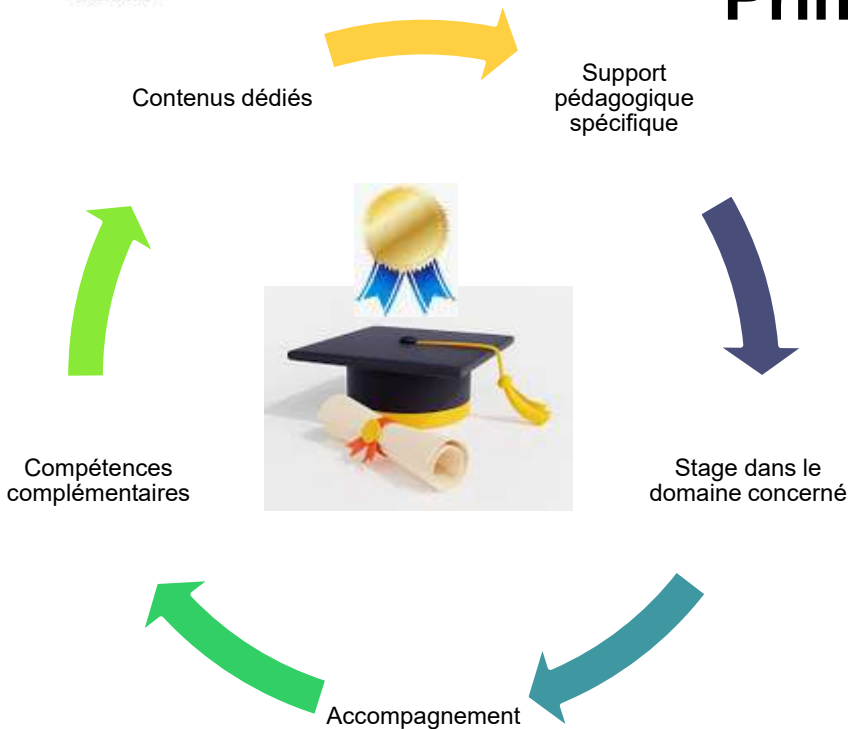 Contenus dédiés
Support
pédagogique
spécifique
Stage dans le
domaine concerné
Accompagnement
Compétences
complémentaires